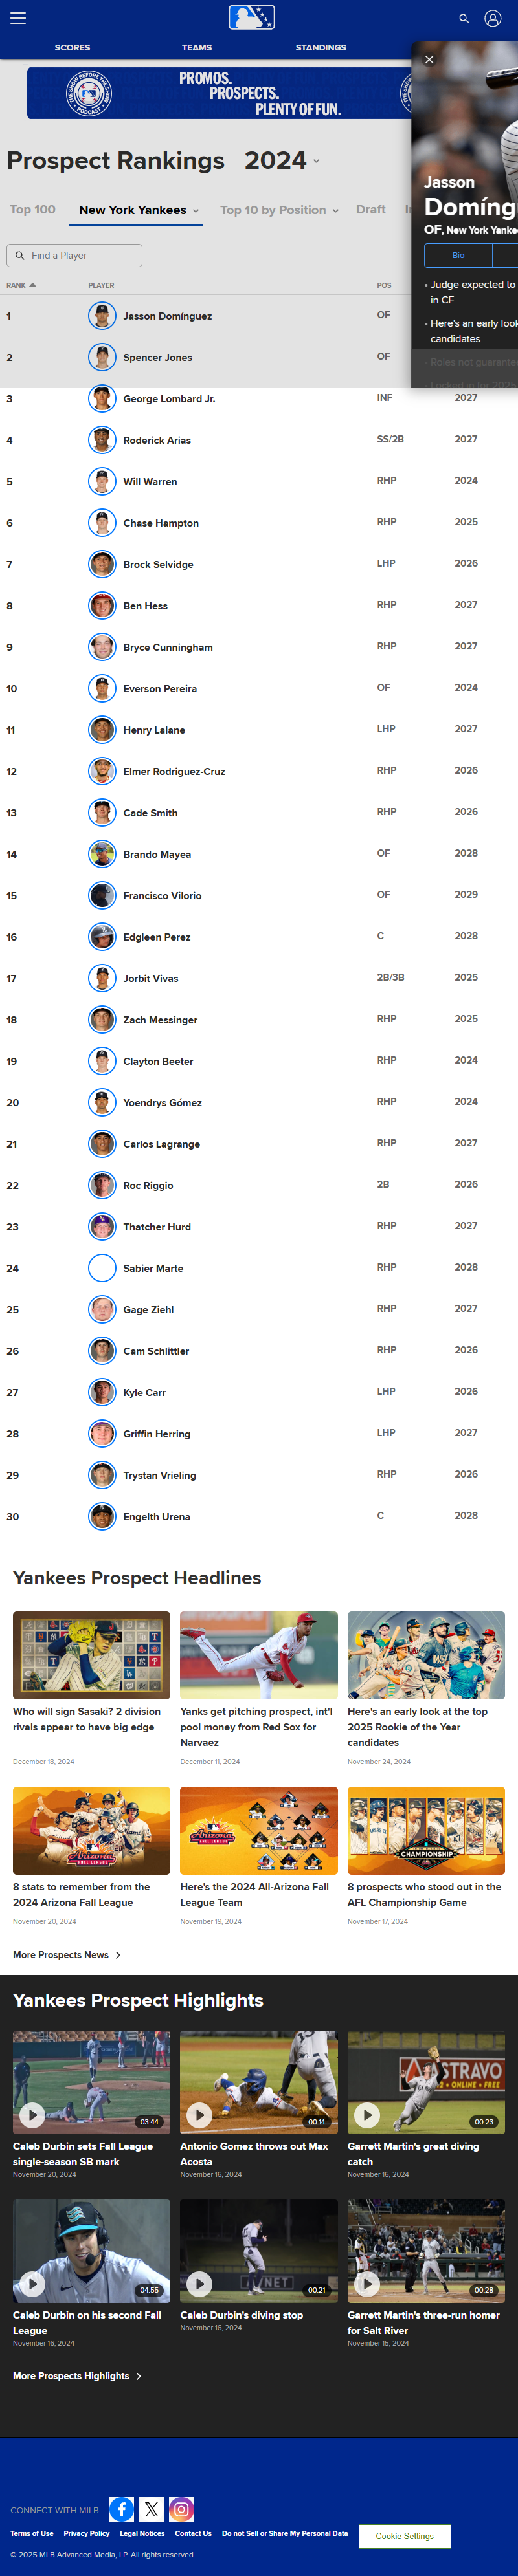 SCORES TEAMS STANDINGS
THE SHOW BEFORE THE SHOW
PODCAST
PROMOS.
PROSPECTS.
PLENTY OF FUN.
Prospect Rankings 2024
Top 100 New York Yankees Top 10 by Position Draft
Find a Player
RANK PLAYER POS
1 Jasson Domínguez OF
2 Spencer Jones OF
3 George Lombard Jr. INF 2027
4 Roderick Arias SS/2B 2027
5 Will Warren RHP 2024
6 Chase Hampton RHP 2025
7 Brock Selvidge LHP 2026
8 Ben Hess RHP 2027
9 Bryce Cunningham RHP 2027
10 Everson Pereira OF 2024
11 Henry Lalane LHP 2027
12 Elmer Rodriguez-Cruz RHP 2026
13 Cade Smith RHP 2026
14 Brando Mayea OF 2028
15 Francisco Vilorio OF 2029
16 Edgleen Perez C 2028
17 Jorbit Vivas 2B/3B 2025
18 Zach Messinger RHP 2025
19 Clayton Beeter RHP 2024
20 Yoendrys Gómez RHP 2024
21 Carlos Lagrange RHP 2027
22 Roc Riggio 2B 2026
23 Thatcher Hurd RHP 2027
24 Sabier Marte RHP 2028
25 Gage Ziehl RHP 2027
26 Cam Schlittler RHP 2026
27 Kyle Carr LHP 2026
28 Griffin Herring LHP 2027
29 Trystan Vrieling RHP 2026
30 Engelth Urena C 2028
Jasson
Domíng
OF, New York Yanke
Bio
• Judge expected to
in CF
• Here's an early look
candidates
• Roles not guarantee
• Locked in for 2025
Yankees Prospect Headlines
Who will sign Sasaki? 2 division
rivals appear to have big edge
December 18, 2024
Yanks get pitching prospect, int'l
pool money from Red Sox for
Narvaez
December 11, 2024
Here's an early look at the top
2025 Rookie of the Year
candidates
November 24, 2024
8 stats to remember from the
2024 Arizona Fall League
November 20, 2024
Arizona
FALL LEAGUE
Here's the 2024 All-Arizona Fall
League Team
November 19, 2024
CHAMPIONSHIP
8 prospects who stood out in the
AFL Championship Game
November 17, 2024
More Prospects News
Yankees Prospect Highlights
03:44
Caleb Durbin sets Fall League
single-season SB mark
November 20, 2024
00:14
Antonio Gomez throws out Max
Acosta
November 16, 2024
ASTRAVO
ONLINE • FREE
00:23
Garrett Martin's great diving
catch
November 16, 2024
04:55
Caleb Durbin on his second Fall
League
November 16, 2024
00:21
Caleb Durbin's diving stop
November 16, 2024
00:28
Garrett Martin's three-run homer
for Salt River
November 15, 2024
More Prospects Highlights
CONNECT WITH MILB
Terms of Use Privacy Policy Legal Notices Contact Us Do not Sell or Share My Personal Data
Cookie Settings
© 2025 MLB Advanced Media, LP. All rights reserved.